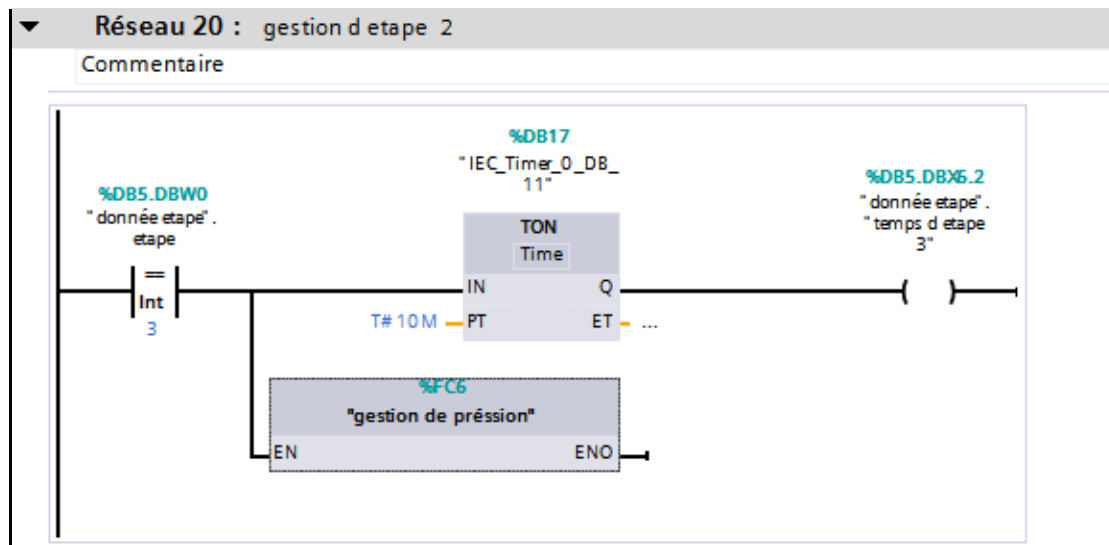 Réseau 20 : gestion d etape 2
Commentaire
%DB17
"IEC_Timer_0_DB_
11"
%DB5.DBW0
"donnée etape".
etape
%DB5.DBX6.2
"donnée etape".
"temps d etape
3"
TON
Time
==
Int
3
IN Q
T#10M PT ET ...
%FC6
"gestion de préssion"
EN ENO